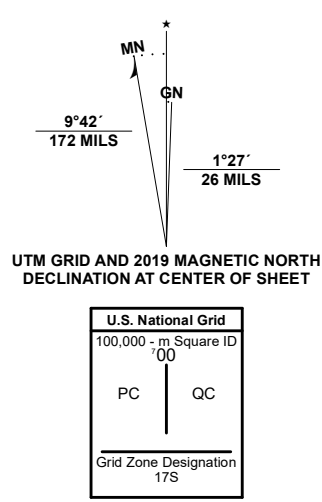 ★
MN
GN
9°42´
172 MILS
1°27´
26 MILS
UTM GRID AND 2019 MAGNETIC NORTH
DECLINATION AT CENTER OF SHEET
U.S. National Grid
100,000 - m Square ID
⁷00
PC QC
Grid Zone Designation
17S